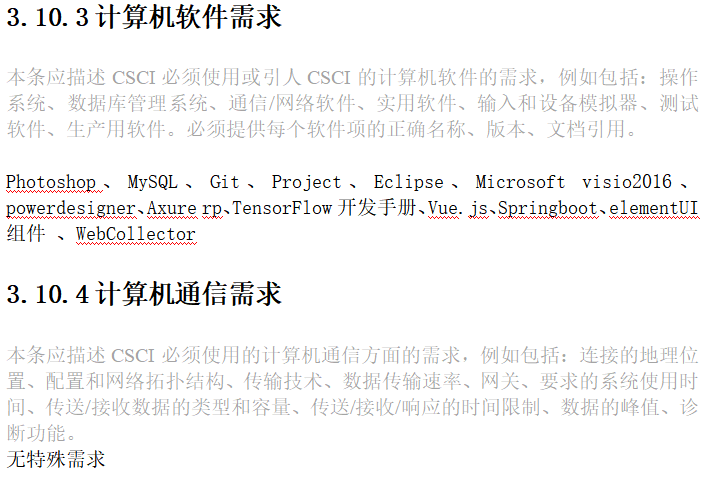 3.10.3 计算机软件需求
本条应描述 CSCI 必须使用或引人 CSCI 的计算机软件的需求，例如包括：操作
系统、数据库管理系统、通信/网络软件、实用软件、输入和设备模拟器、测试
软件、生产用软件。必须提供每个软件项的正确名称、版本、文档引用。
Photoshop 、 MySQL 、 Git 、 Project 、 Eclipse 、 Microsoft visio2016 、
powerdesigner、Axure rp、TensorFlow 开发手册、Vue.js、Springboot、elementUI
组件 、WebCollector
3.10.4 计算机通信需求
本条应描述 CSCI 必须使用的计算机通信方面的需求，例如包括：连接的地理位
置、配置和网络拓扑结构、传输技术、数据传输速率、网关、要求的系统使用时
间、传送/接收数据的类型和容量、传送/接收/响应的时间限制、数据的峰值、诊
断功能。
无特殊需求